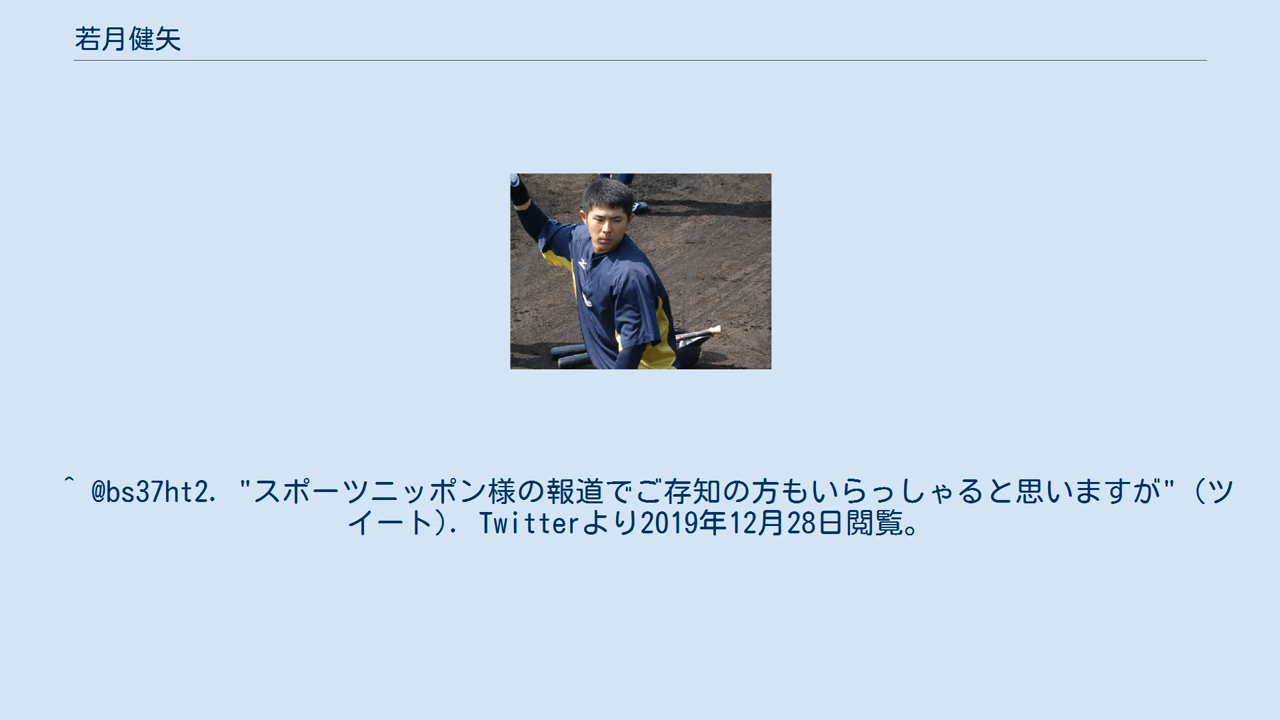 若月健矢
^ @bs37ht2. "スポーツニッポン様の報道でご存知の方もいらっしゃると思いますが" (ツ
イート). Twitterより2019年12月28日閲覧。